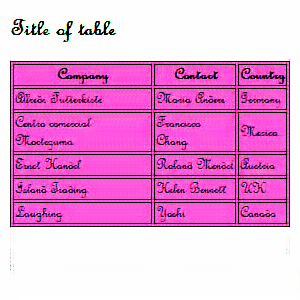 Title of table
Company Contact Country
Alfreds Futterkiste Maria Anders Germany
Centro comercial Moctezuma Francisco Chang Mexico
Ernst Handel Roland Mendel Austria
Island Trading Helen Bennett UK
Laughing Yoshi Canada